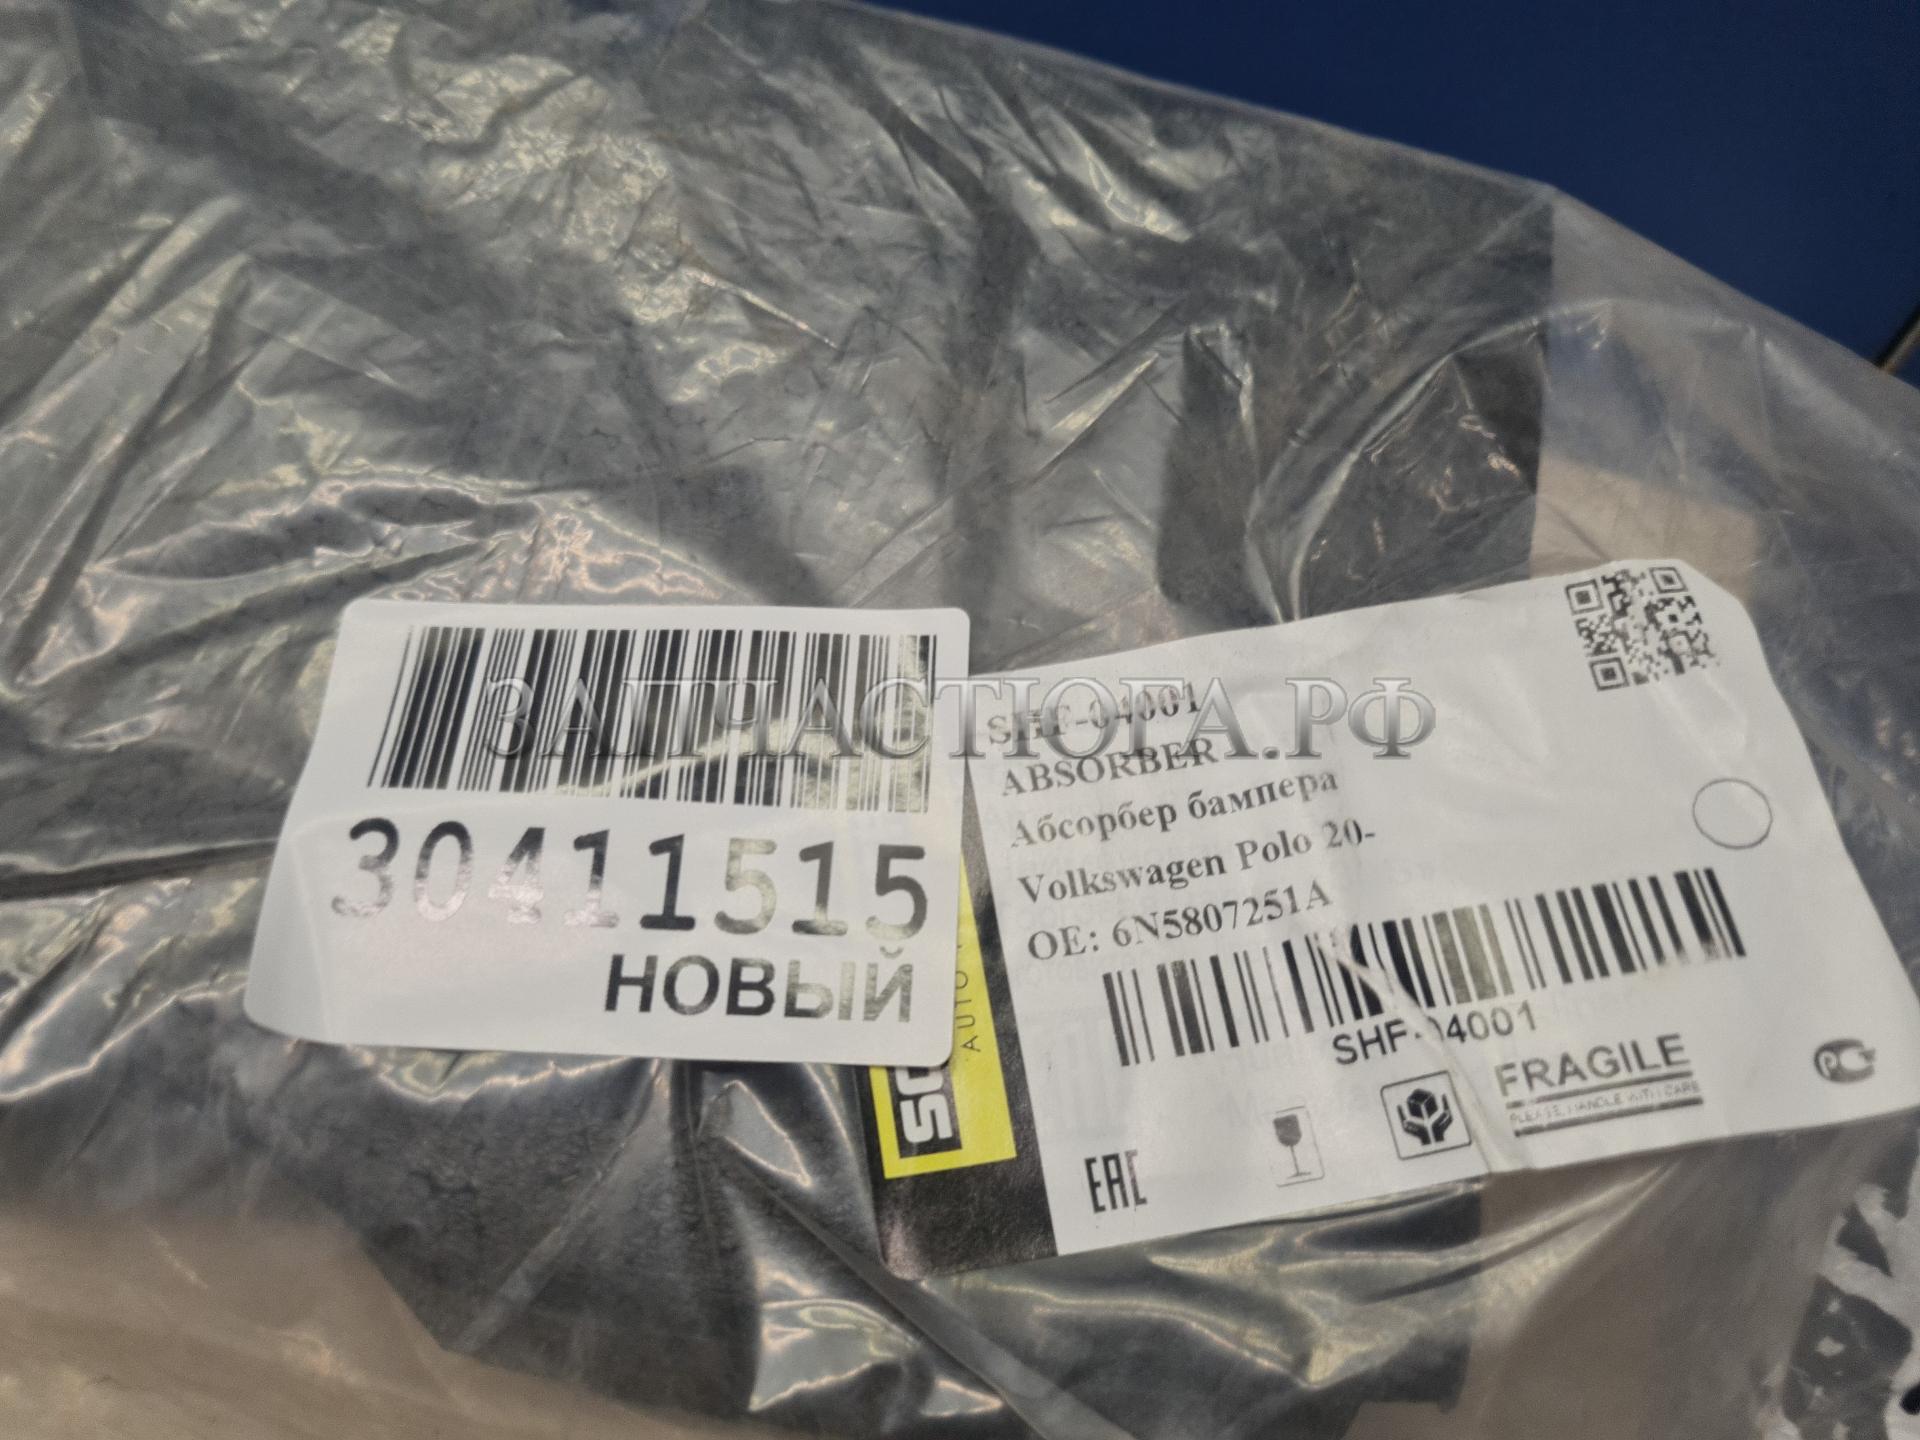 30411515
НОВЫЙ
ЗАПЧАСТЮГА.РФ
SHF-04001
ABSORBER
Абсорбер бампера
Volkswagen Polo 20-
OE: 6N5807251A
SHF-04001
FRAGILE
PLEASE, HANDLE WITH CARE
EAC
AUTO